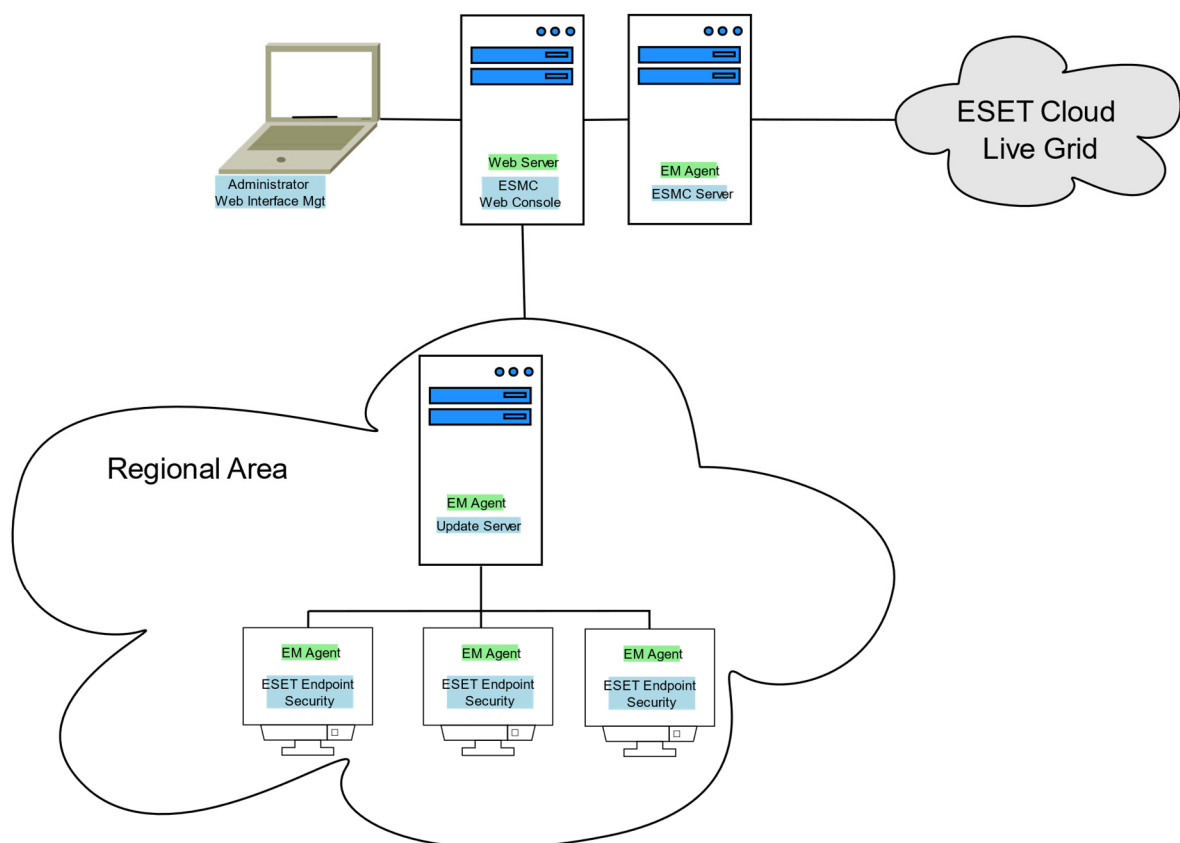 ESET Cloud
Live Grid
Web Server
ESMC
Web Console
EM Agent
ESMC Server
Administrator
Web Interface Mgt
Regional Area
EM Agent
Update Server
EM Agent
ESET Endpoint
Security
EM Agent
ESET Endpoint
Security
EM Agent
ESET Endpoint
Security